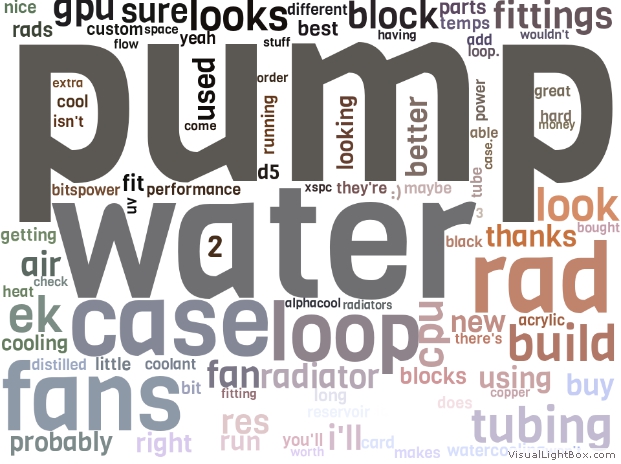 nice gpu sure looks different block parts fittings
rads custom space yeah best having temps
flow stuff add wouldn't
loop.
pump
extra used order looking better power great
cool running able hard
isn't come case. money
d5
bitspower fit performance xspc they're :) maybe tube
uv
water
2
3
look
bought
getting black thanks
air rad
check
heat alphacool radiators
ek case loop cpu new acrylic
cooling there's build
distilled little coolant fan radiator blocks using
fans bit fitting copper buy
long
reservoir does
res tubing
probably right run you'll i'll card
worth makes
VisualLightBox.com